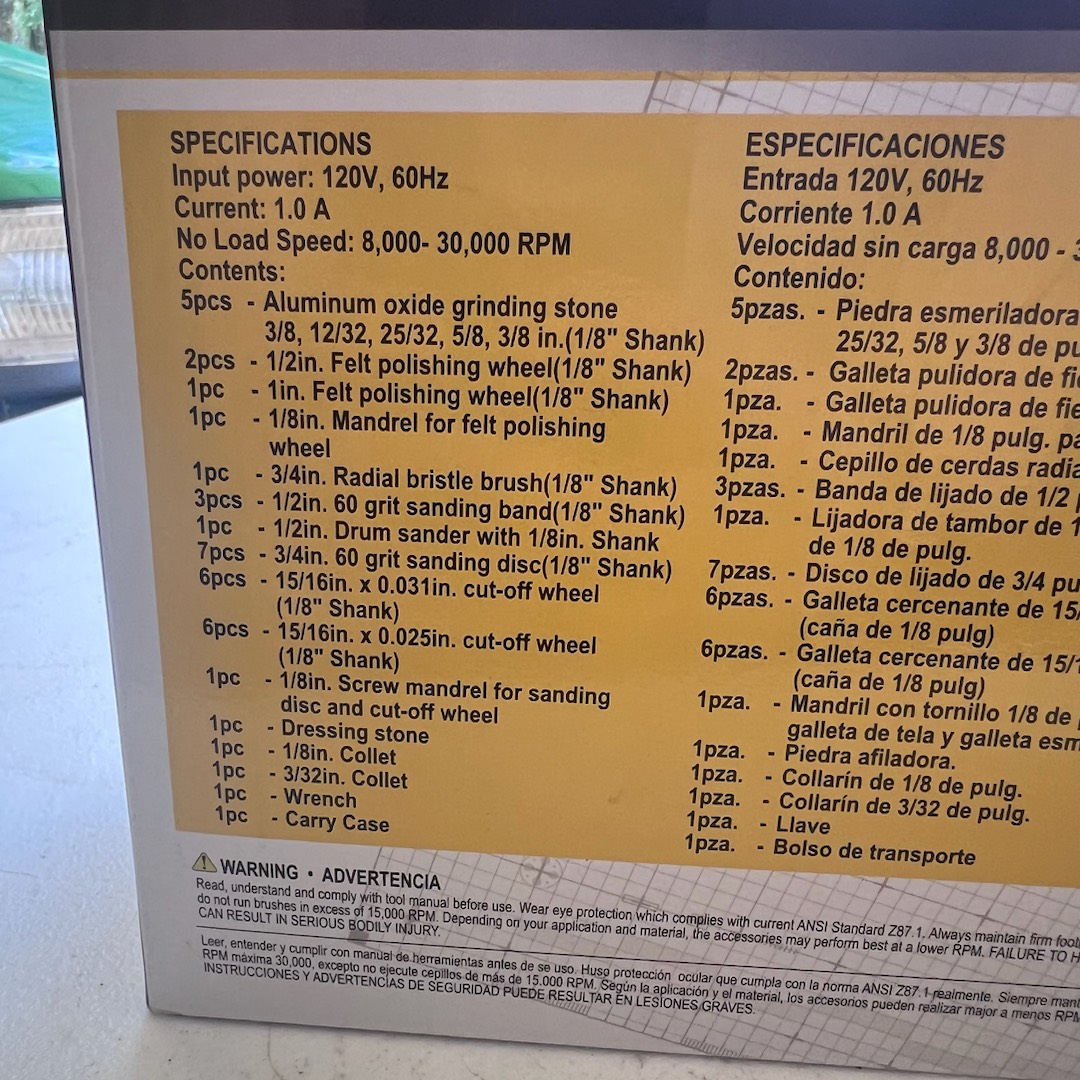 SPECIFICATIONS
Input power: 120V, 60Hz
Current: 1.0 A
No Load Speed: 8,000- 30,000 RPM
Contents:
5pcs - Aluminum oxide grinding stone
3/8, 12/32, 25/32, 5/8, 3/8 in.(1/8" Shank)
2pcs - 1/2in. Felt polishing wheel(1/8" Shank)
1pc - 1in. Felt polishing wheel(1/8" Shank)
1pc - 1/8in. Mandrel for felt polishing
wheel
1pc - 3/4in. Radial bristle brush(1/8" Shank)
3pcs - 1/2in. 60 grit sanding band(1/8" Shank)
1pc - 1/2in. Drum sander with 1/8in. Shank
7pcs - 3/4in. 60 grit sanding disc(1/8" Shank)
6pcs - 15/16in. x 0.031in. cut-off wheel
(1/8" Shank)
6pcs - 15/16in. x 0.025in. cut-off wheel
(1/8" Shank)
1pc - 1/8in. Screw mandrel for sanding
disc and cut-off wheel
1pc - Dressing stone
1pc - 1/8in. Collet
1pc - 3/32in. Collet
1pc - Wrench
1pc - Carry Case
ESPECIFICACIONES
Entrada 120V, 60Hz
Corriente 1.0 A
Velocidad sin carga 8,000 -
Contenido:
5pzas. - Piedra esmeriladora
25/32, 5/8 y 3/8 de
2pzas. - Galleta pulidora de
1pza. - Galleta pulidora de
1pza. - Mandril de 1/8 pulg.
1pza. - Cepillo de cerdas
3pzas. - Banda de lijado de 1/2
1pza. - Lijadora de tambor de
de 1/8 de pulg.
7pzas. - Disco de lijado de 3/4
6pzas. - Galleta cercenante de
(caña de 1/8 pulg)
6pzas. - Galleta cercenante de
(caña de 1/8 pulg)
1pza. - Mandril con tornillo 1/8 de
galleta de tela y galleta
1pza. - Piedra afiladora.
1pza. - Collarín de 1/8 de pulg.
1pza. - Collarín de 3/32 de pulg.
1pza. - Llave
1pza. - Bolso de transporte
WARNING • ADVERTENCIA
Read, understand and comply with tool manual before use. Wear eye protection which complies with current ANSI Standard Z87.1. Always maintain firm
do not run brushes in excess of 15,000 RPM. Depending on your application and material, the accessories may perform best at a lower RPM. FAILURE TO
CAN RESULT IN SERIOUS BODILY INJURY.
Leer, entender y cumplir con manual de herramientas antes de se uso. Huso protección ocular que cumpla con la norma ANSI Z87.1 realmente. Siempre
RPM máxima 30,000, excepto no ejecute cepillos de más de 15.000 RPM. Según la aplicación y el material, los accesorios pueden realizar major a menos RPM
INSTRUCCIONES Y ADVERTENCIAS DE SEGURIDAD PUEDE RESULTAR EN LESIONES GRAVES.